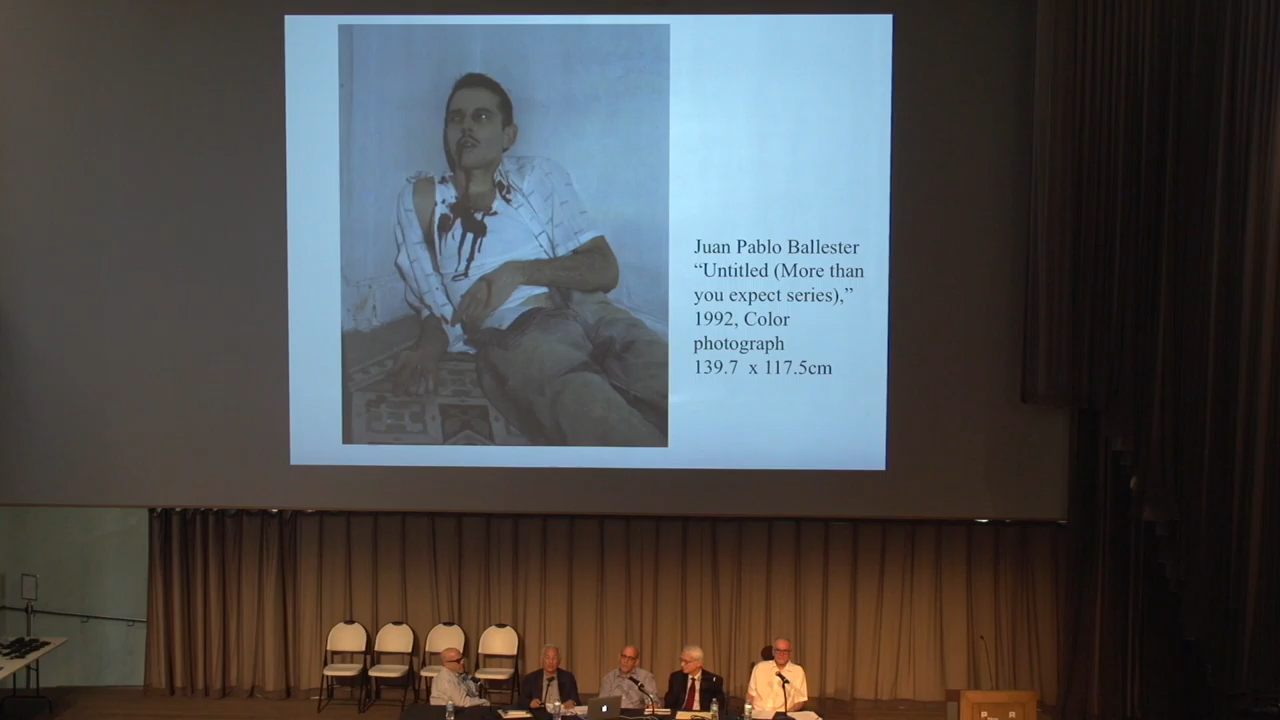 Juan Pablo Ballester
“Untitled (More than
you expect series),”
1992, Color
photograph
139.7 x 117.5cm